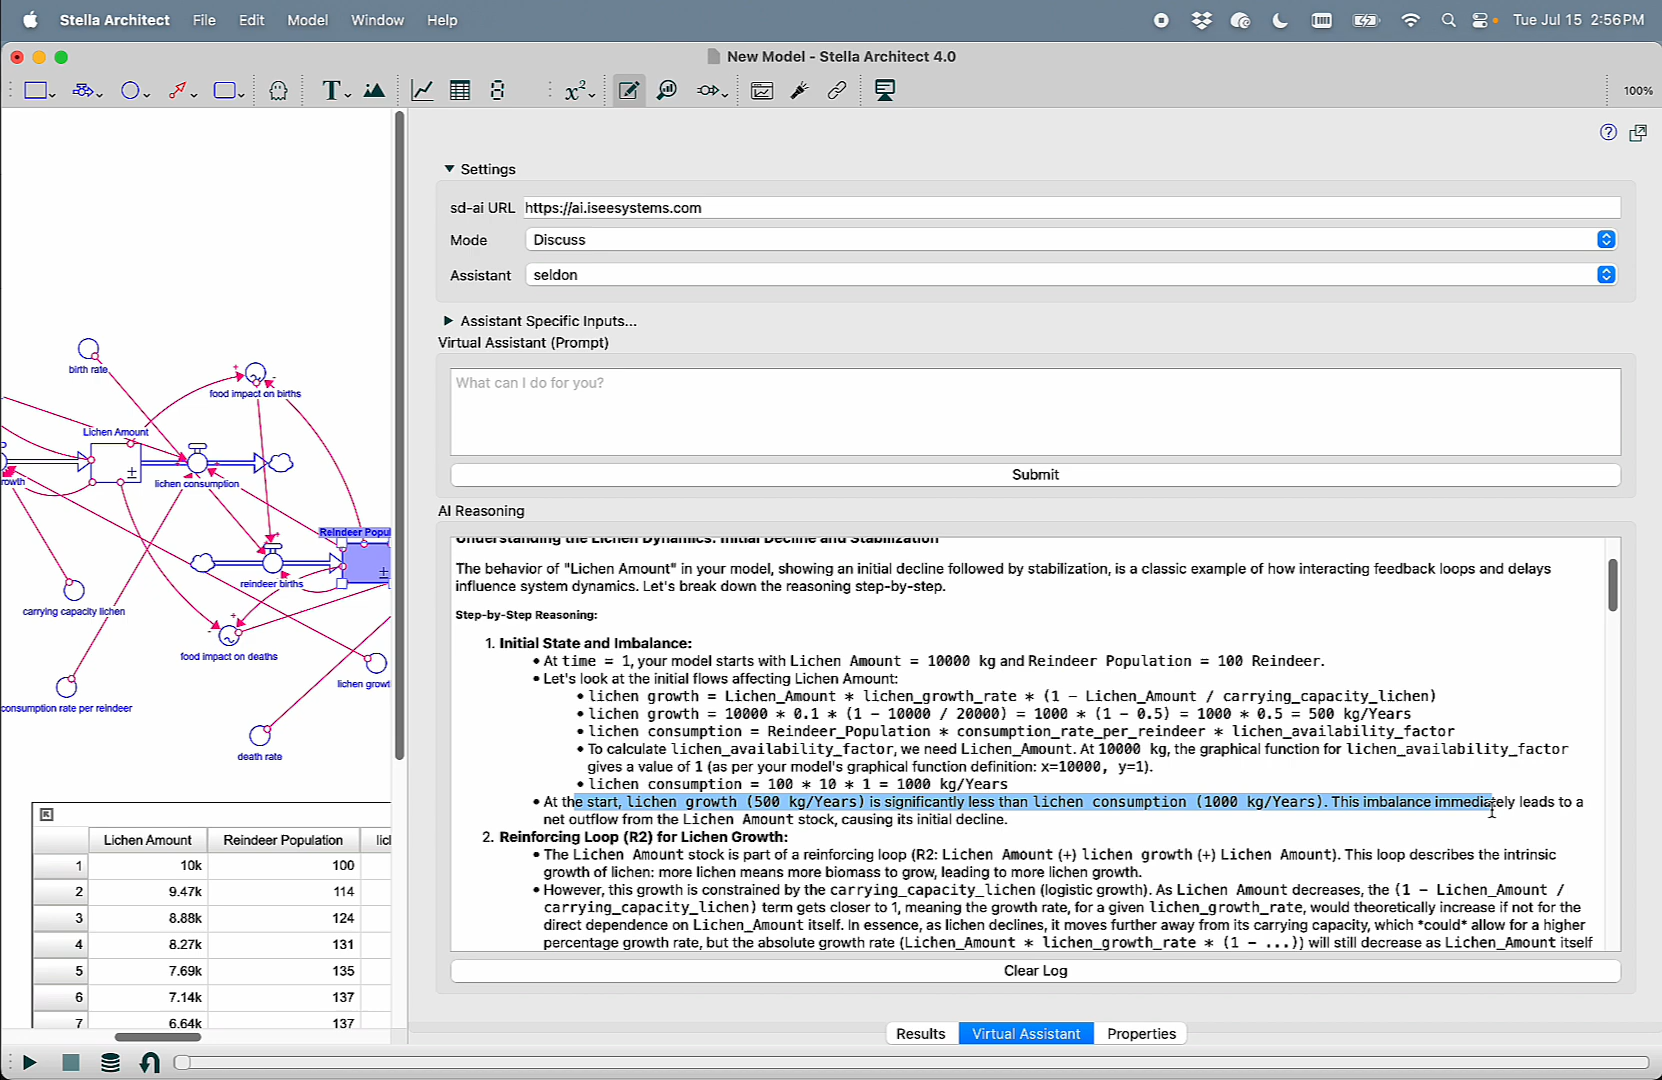 Stella Architect File Edit Model Window Help
Tue Jul 15 2:56PM
New Model - Stella Architect 4.0
100%
Settings
sd-ai URL https://ai.iseesystems.com
Mode Discuss
Assistant seldon
Assistant Specific Inputs...
Virtual Assistant (Prompt)
What can I do for you?
Submit
AI Reasoning
Understanding the Lichen Dynamics: Initial Decline and Stabilization
The behavior of "Lichen Amount" in your model, showing an initial decline followed by stabilization, is a classic example of how interacting feedback loops and delays
influence system dynamics. Let's break down the reasoning step-by-step.
Step-by-Step Reasoning:
1. Initial State and Imbalance:
• At time = 1, your model starts with Lichen Amount = 10000 kg and Reindeer Population = 100 Reindeer.
• Let's look at the initial flows affecting Lichen Amount:
• lichen growth = Lichen_Amount * lichen_growth_rate * (1 - Lichen_Amount / carrying_capacity_lichen)
• lichen growth = 10000 * 0.1 * (1 - 10000 / 20000) = 1000 * (1 - 0.5) = 1000 * 0.5 = 500 kg/Years
• lichen consumption = Reindeer_Population * consumption_rate_per_reindeer * lichen_availability_factor
• To calculate lichen_availability_factor, we need Lichen_Amount. At 10000 kg, the graphical function for lichen_availability_factor
gives a value of 1 (as per your model's graphical function definition: x=10000, y=1).
• lichen consumption = 100 * 10 * 1 = 1000 kg/Years
• At the start, lichen growth (500 kg/Years) is significantly less than lichen consumption (1000 kg/Years). This imbalance immediately leads to a
net outflow from the Lichen Amount stock, causing its initial decline.
2. Reinforcing Loop (R2) for Lichen Growth:
• The Lichen Amount stock is part of a reinforcing loop (R2: Lichen Amount (+) lichen growth (+) Lichen Amount). This loop describes the intrinsic
growth of lichen: more lichen means more biomass to grow, leading to more lichen growth.
• However, this growth is constrained by the carrying_capacity_lichen (logistic growth). As Lichen Amount decreases, the (1 - Lichen_Amount /
carrying_capacity_lichen) term gets closer to 1, meaning the growth rate, for a given lichen_growth_rate, would theoretically increase if not for the
direct dependence on Lichen_Amount itself. In essence, as lichen declines, it moves further away from its carrying capacity, which *could* allow for a higher
percentage growth rate, but the absolute growth rate (Lichen_Amount * lichen_growth_rate * (1 - ...)) will still decrease as Lichen_Amount itself
Clear Log
Results Virtual Assistant Properties
birth rate
food impact on births
Lichen Amount
rowth
lichen consumption
Reindeer Popul
reindeer births
carrying capacity lichen
food impact on deaths
lichen growt
consumption rate per reindeer
death rate
Lichen Amount Reindeer Population lich
1 10k 100
2 9.47k 114
3 8.88k 124
4 8.27k 131
5 7.69k 135
6 7.14k 137
7 6.64k 137